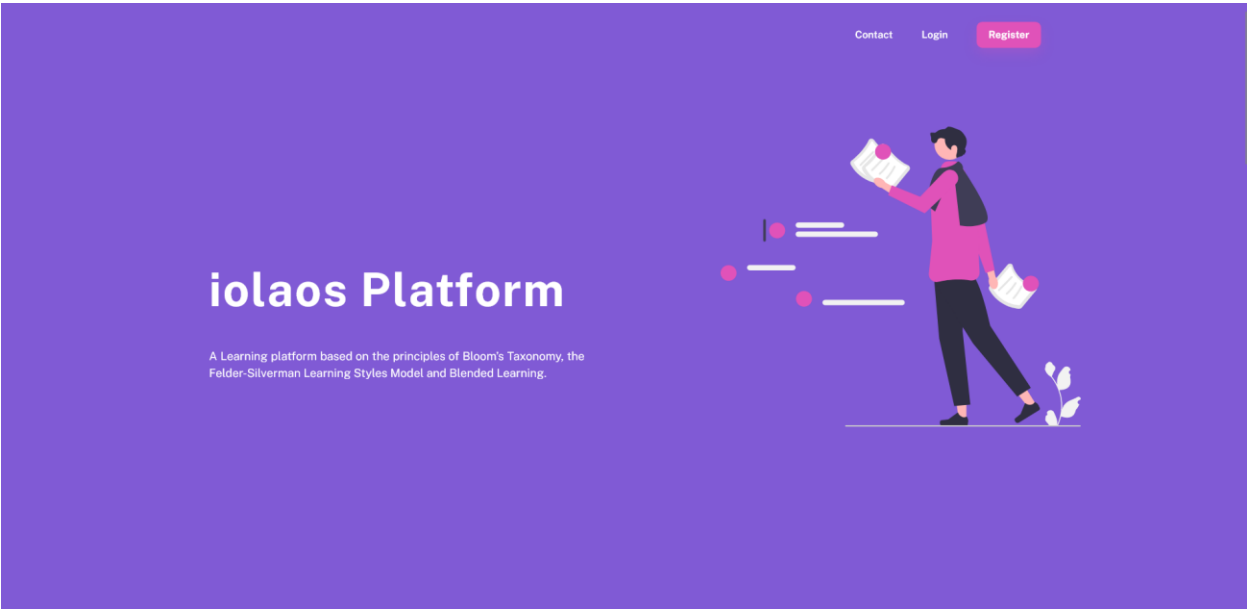 Contact Login Register
iolaos Platform
A Learning platform based on the principles of Bloom's Taxonomy, the
Felder-Silverman Learning Styles Model and Blended Learning.